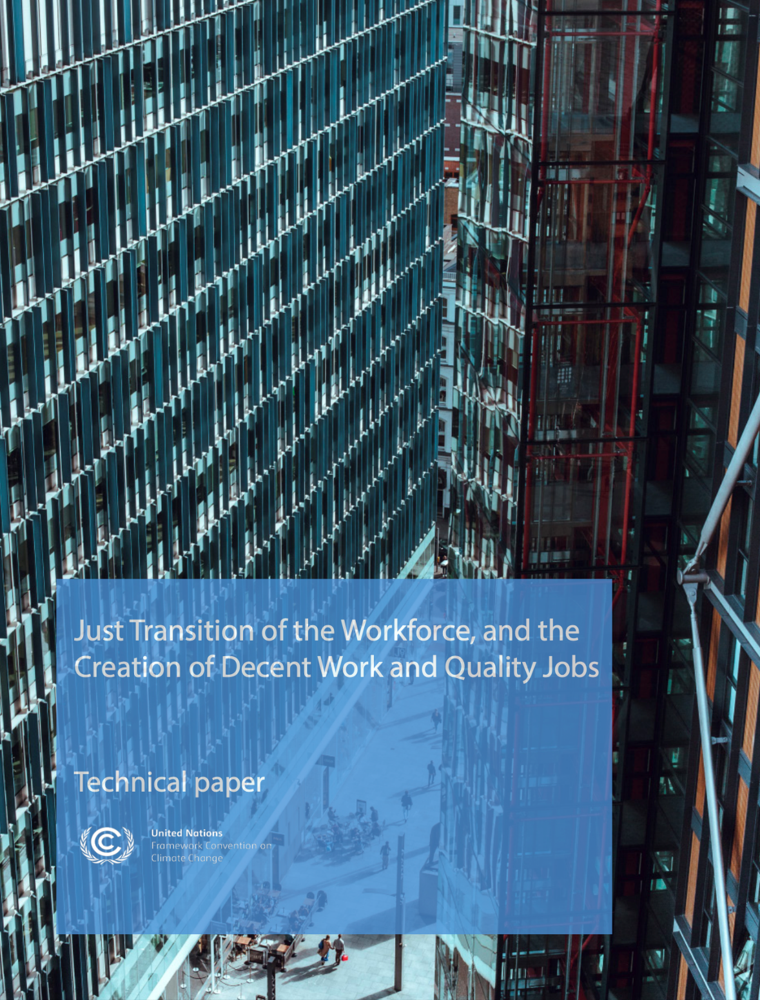 Just Transition of the Workforce, and the
Creation of Decent Work and Quality Jobs
Technical paper
United Nations
Framework Convention on
Climate Change